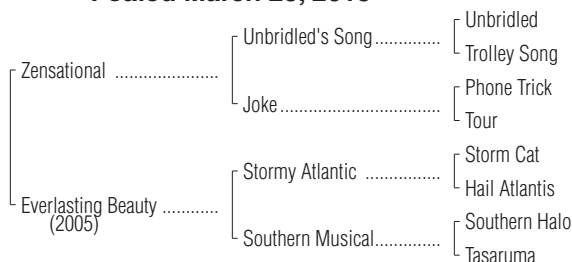 Unbridled
Unbridled's Song..............
Trolley Song
Zensational ......................
Phone Trick
Joke..................................
Tour
Storm Cat
Stormy Atlantic ................
Hail Atlantis
Everlasting Beauty ............
(2005)
Southern Halo
Southern Musical..............
Tasaruma